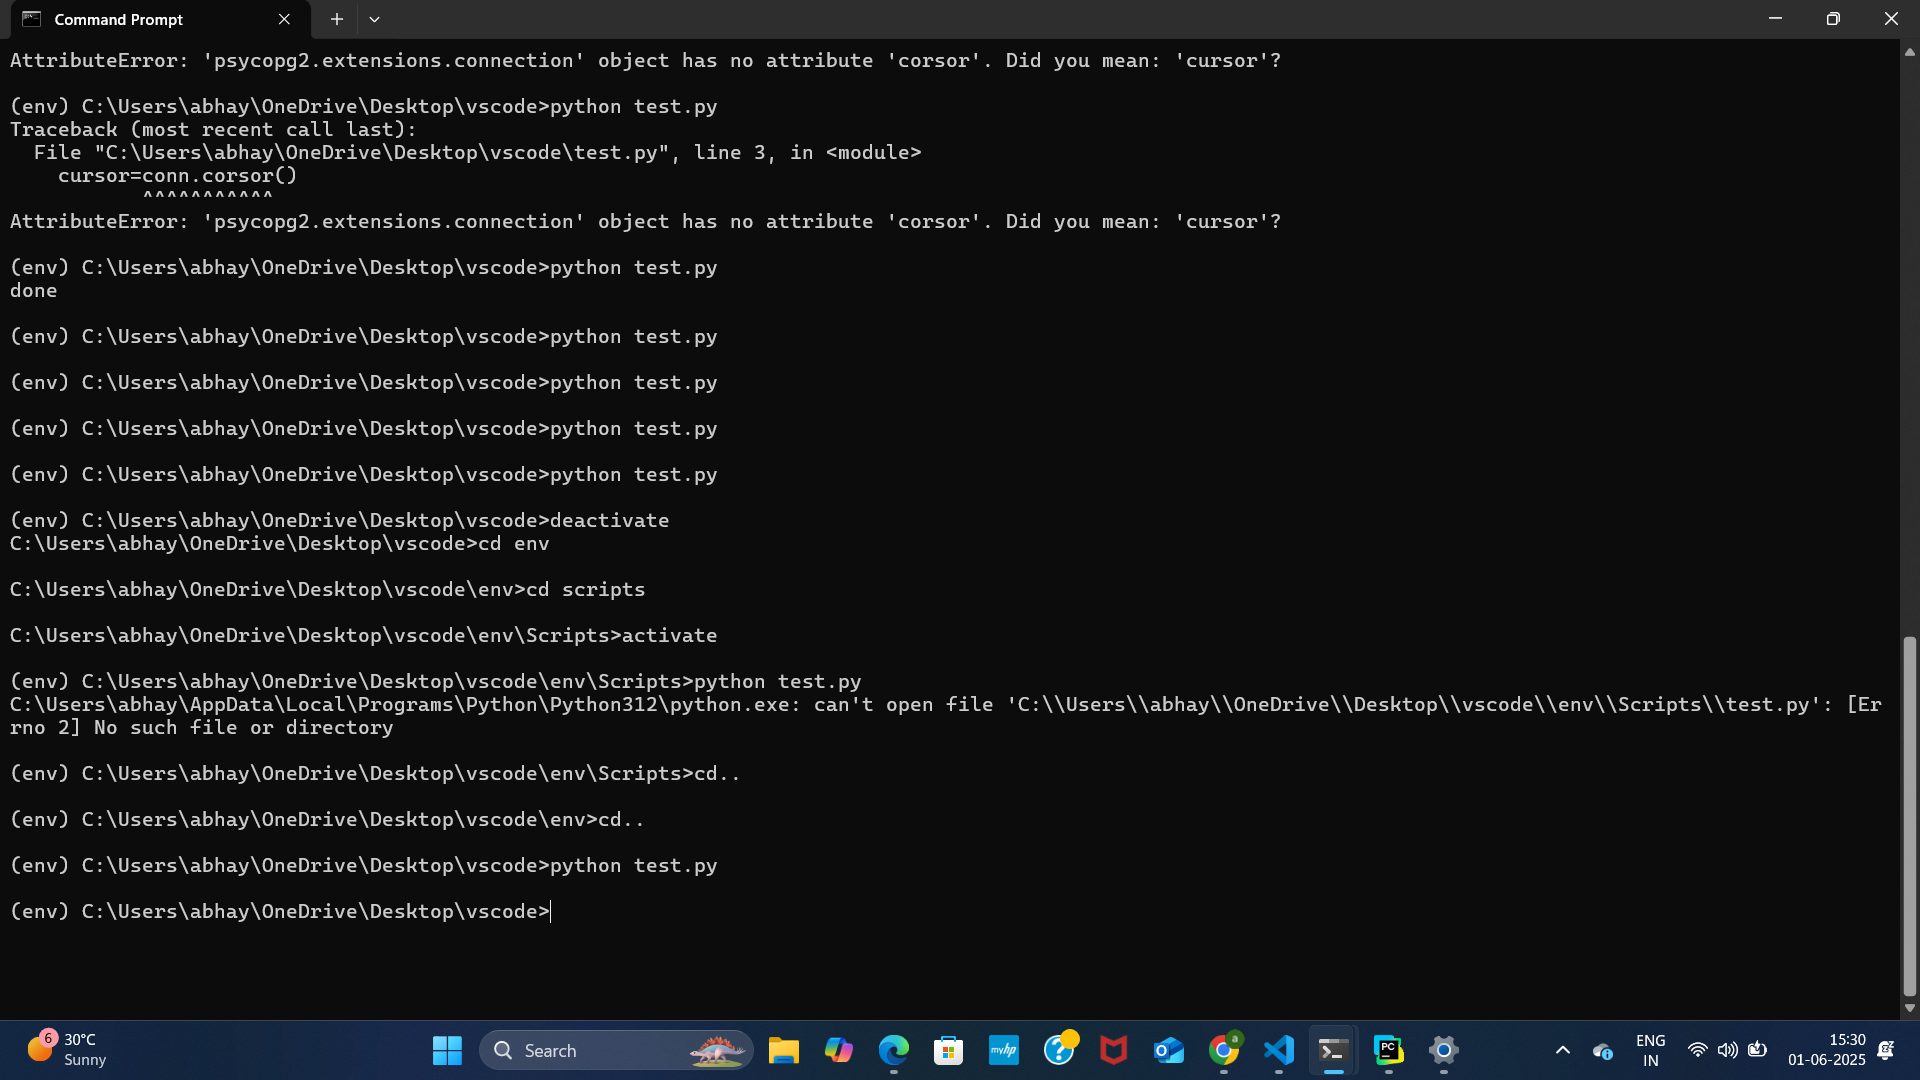 Command Prompt
AttributeError: 'psycopg2.extensions.connection' object has no attribute 'corsor'. Did you mean: 'cursor'?
(env) C:\Users\abhay\OneDrive\Desktop\vscode>python test.py
Traceback (most recent call last):
  File "C:\Users\abhay\OneDrive\Desktop\vscode\test.py", line 3, in <module>
    cursor=conn.corsor()
           ^^^^^^^^^^^
AttributeError: 'psycopg2.extensions.connection' object has no attribute 'corsor'. Did you mean: 'cursor'?
(env) C:\Users\abhay\OneDrive\Desktop\vscode>python test.py
done
(env) C:\Users\abhay\OneDrive\Desktop\vscode>python test.py
(env) C:\Users\abhay\OneDrive\Desktop\vscode>python test.py
(env) C:\Users\abhay\OneDrive\Desktop\vscode>python test.py
(env) C:\Users\abhay\OneDrive\Desktop\vscode>python test.py
(env) C:\Users\abhay\OneDrive\Desktop\vscode>deactivate
C:\Users\abhay\OneDrive\Desktop\vscode>cd env
C:\Users\abhay\OneDrive\Desktop\vscode\env>cd scripts
C:\Users\abhay\OneDrive\Desktop\vscode\env\Scripts>activate
(env) C:\Users\abhay\OneDrive\Desktop\vscode\env\Scripts>python test.py
C:\Users\abhay\AppData\Local\Programs\Python\Python312\python.exe: can't open file 'C:\\Users\\abhay\\OneDrive\\Desktop\\vscode\\env\\Scripts\\test.py': [Er
rno 2] No such file or directory
(env) C:\Users\abhay\OneDrive\Desktop\vscode\env\Scripts>cd..
(env) C:\Users\abhay\OneDrive\Desktop\vscode\env>cd..
(env) C:\Users\abhay\OneDrive\Desktop\vscode>python test.py
(env) C:\Users\abhay\OneDrive\Desktop\vscode>
6
30°C
Sunny
Search
myhp
a
PC
ENG
IN
15:30
01-06-2025